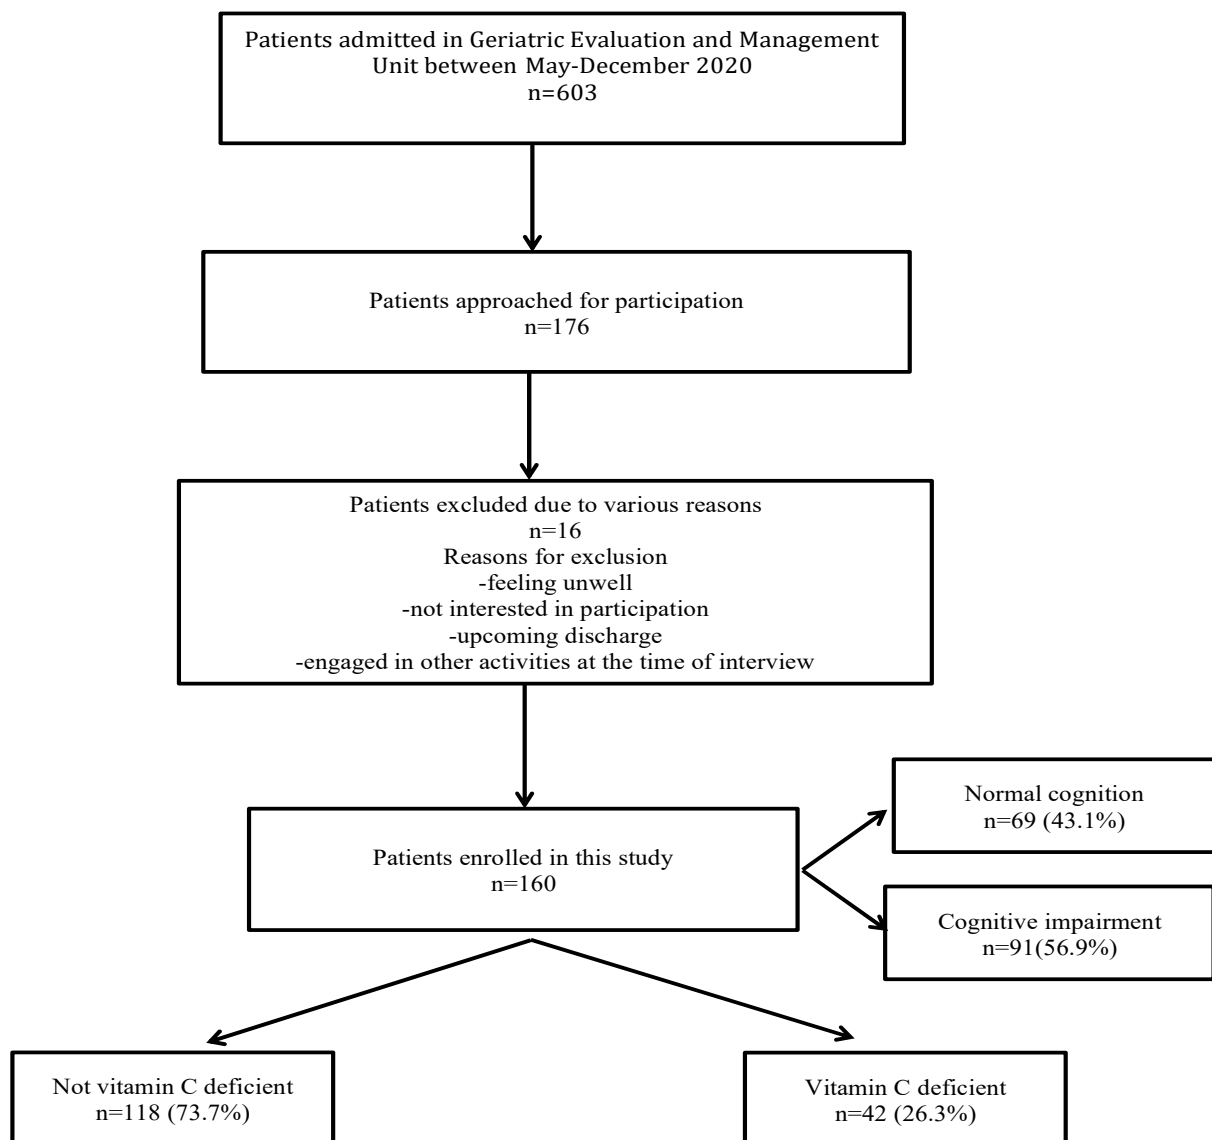 Patients admitted in Geriatric Evaluation and Management
Unit between May-December 2020
n=603
Patients approached for participation
n=176
Patients excluded due to various reasons
n=16
Reasons for exclusion
-feeling unwell
-not interested in participation
-upcoming discharge
-engaged in other activities at the time of interview
Patients enrolled in this study
n=160
Normal cognition
n=69 (43.1%)
Cognitive impairment
n=91(56.9%)
Not vitamin C deficient
n=118 (73.7%)
Vitamin C deficient
n=42 (26.3%)